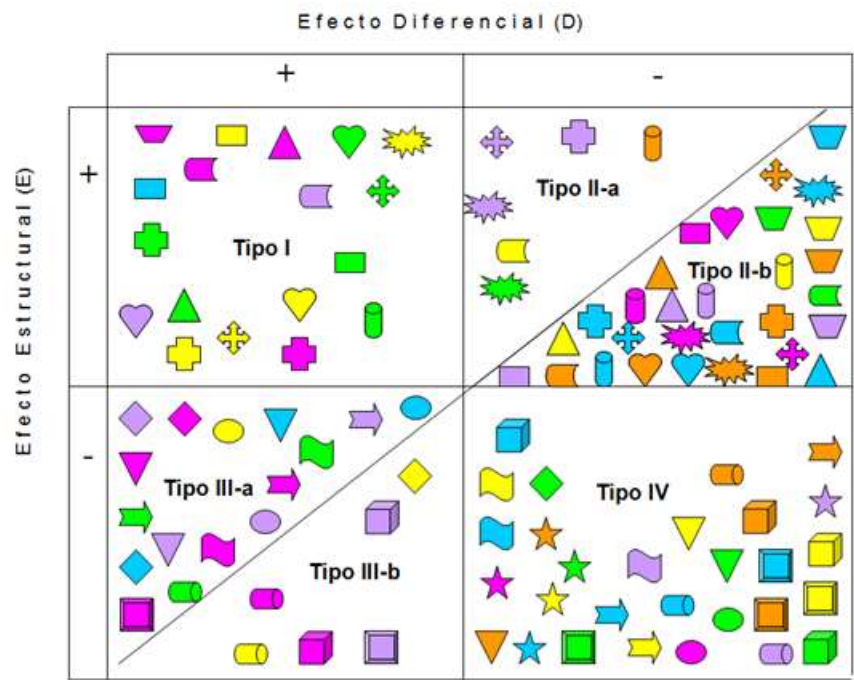 Efecto Diferencial (D)
+
-
Efecto Estructural (E)
+
Tipo I
Tipo II-a
Tipo II-b
-
Tipo III-a
Tipo III-b
Tipo IV